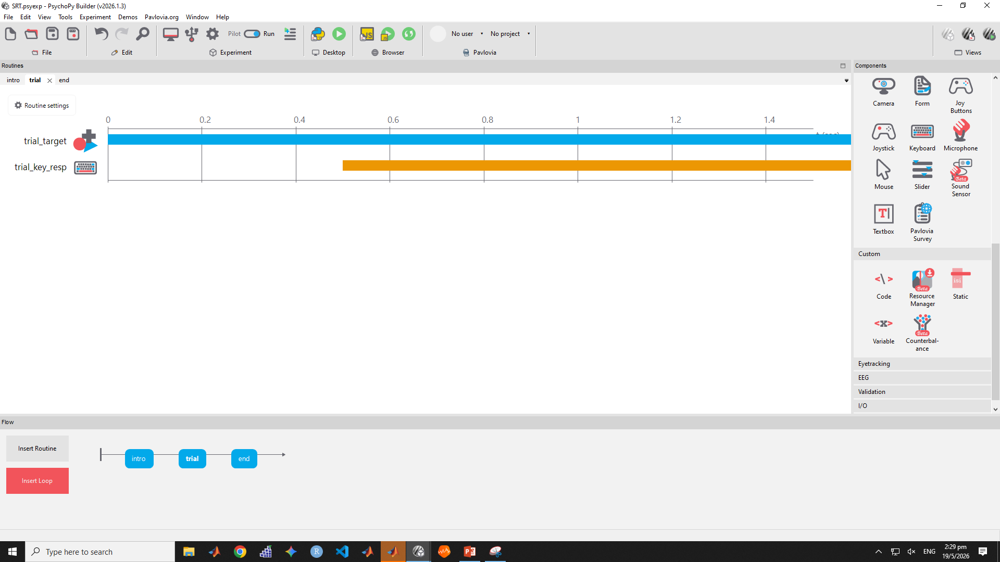 SRT.psyexp - PsychoPy Builder (v2026.1.3)
File Edit View Tools Experiment Demos Pavlovia.org Window Help
Pilot Run No user No project
File Edit Experiment Desktop Browser Pavlovia Views
Routines
Components
intro trial end
Routine settings
0 0.2 0.4 0.6 0.8 1 1.2 1.4
trial_target
trial_key_resp
Camera Form Joy Buttons
Joystick Keyboard Microphone
Mouse Slider Beta Sound Sensor
Textbox Pavlovia Survey
Custom
Code Beta Resource Manager isi Static
Variable Beta Counterbal-ance
Eyetracking
EEG
Validation
I/O
Flow
Insert Routine
intro trial end
Insert Loop
Type here to search
ENG
2:29 pm
19/5/2026